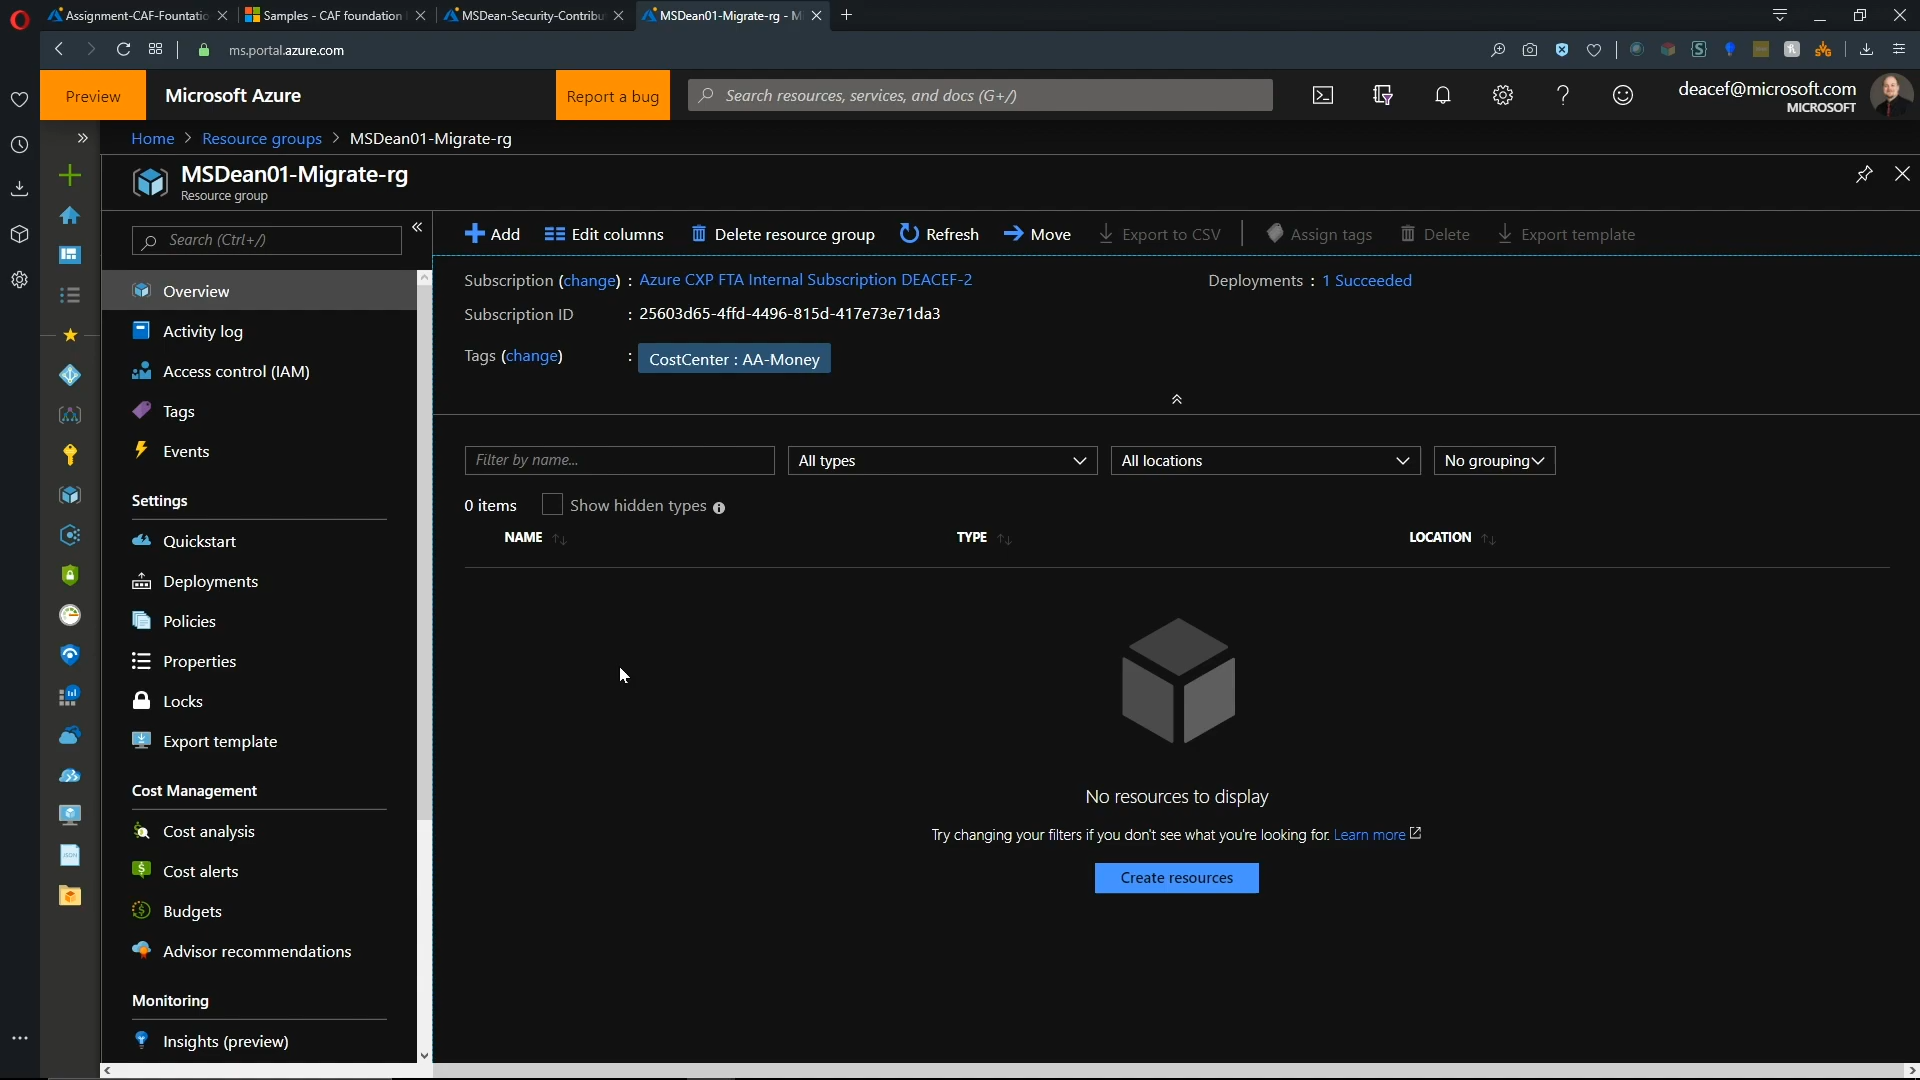 Assignment-CAF-Fountatio
Samples - CAF foundation
MSDean-Security-Contribu
MSDean01-Migrate-rg - M
ms.portal.azure.com
Preview
Microsoft Azure
Report a bug
Search resources, services, and docs (G+/)
deacef@microsoft.com
MICROSOFT
Home > Resource groups > MSDean01-Migrate-rg
MSDean01-Migrate-rg
Resource group
Search (Ctrl+/)
Overview
Activity log
Access control (IAM)
Tags
Events
Settings
Quickstart
Deployments
Policies
Properties
Locks
Export template
Cost Management
Cost analysis
Cost alerts
Budgets
Advisor recommendations
Monitoring
Insights (preview)
Add
Edit columns
Delete resource group
Refresh
Move
Export to CSV
Assign tags
Delete
Export template
Subscription (change) : Azure CXP FTA Internal Subscription DEACEF-2
Deployments : 1 Succeeded
Subscription ID : 25603d65-4ffd-4496-815d-417e73e71da3
Tags (change) : CostCenter : AA-Money
Filter by name...
All types
All locations
No grouping
0 items
Show hidden types
NAME
TYPE
LOCATION
No resources to display
Try changing your filters if you don't see what you're looking for. Learn more
Create resources